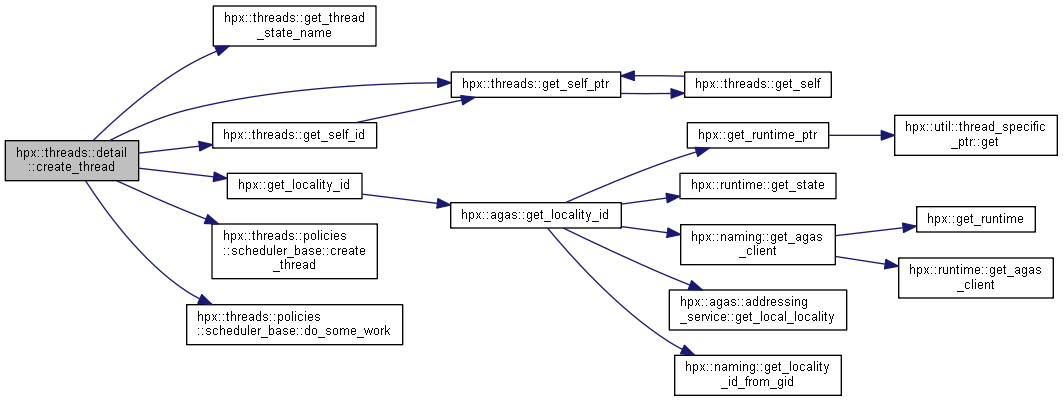 hpx::threads::get_thread
_state_name
hpx::threads::get_self_ptr
hpx::threads::get_self
hpx::threads::get_self_id
hpx::get_runtime_ptr
hpx::util::thread_specific
_ptr::get
hpx::threads::detail
::create_thread
hpx::get_locality_id
hpx::runtime::get_state
hpx::agas::get_locality_id
hpx::get_runtime
hpx::threads::policies
::scheduler_base::create
_thread
hpx::naming::get_agas
_client
hpx::runtime::get_agas
_client
hpx::agas::addressing
_service::get_local_locality
hpx::threads::policies
::scheduler_base::do_some_work
hpx::naming::get_locality
_id_from_gid